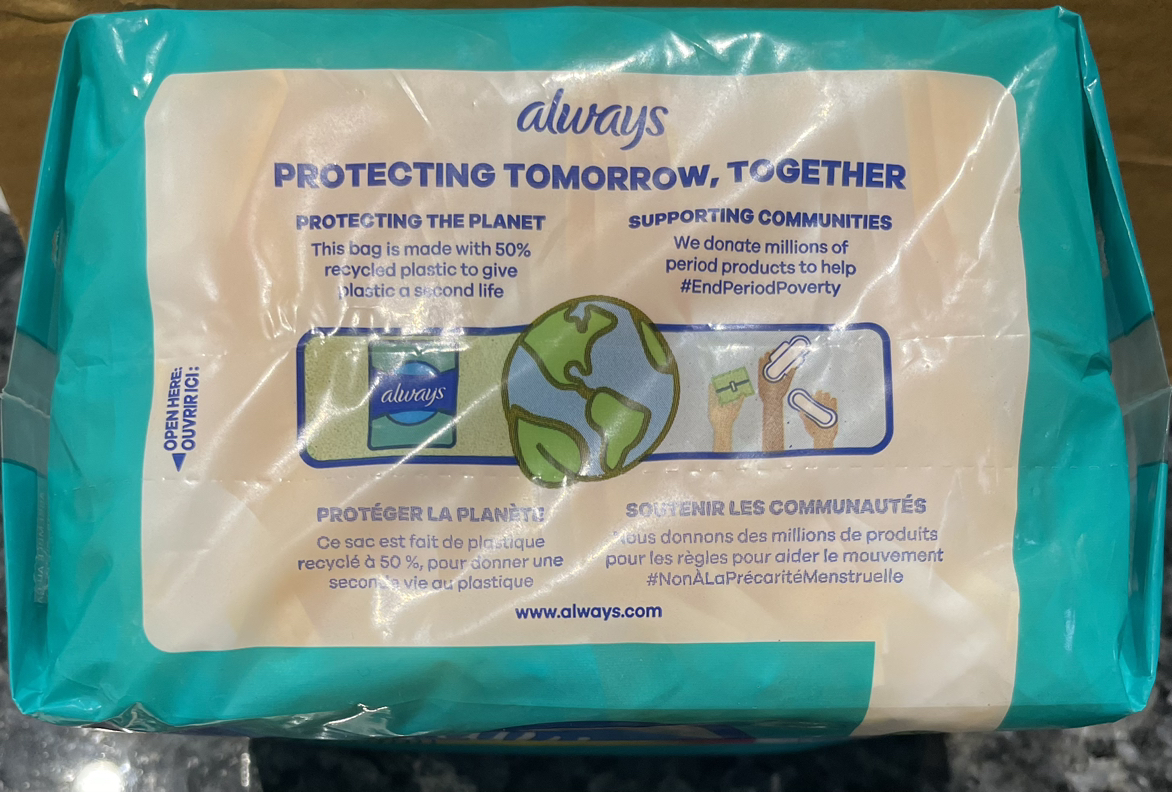 always
PROTECTING TOMORROW, TOGETHER
PROTECTING THE PLANET
This bag is made with 50%
recycled plastic to give
plastic a second life
SUPPORTING COMMUNITIES
We donate millions of
period products to help
#EndPeriodPoverty
OPEN HERE:
OUVRIR ICI:
always
PROTÉGER LA PLANÈTE
Ce sac est fait de plastique
recyclé à 50 %, pour donner une
seconde vie au plastique
SOUTENIR LES COMMUNAUTÉS
Nous donnons des millions de produits
pour les règles pour aider le mouvement
#NonÀLaPrécaritéMenstruelle
www.always.com